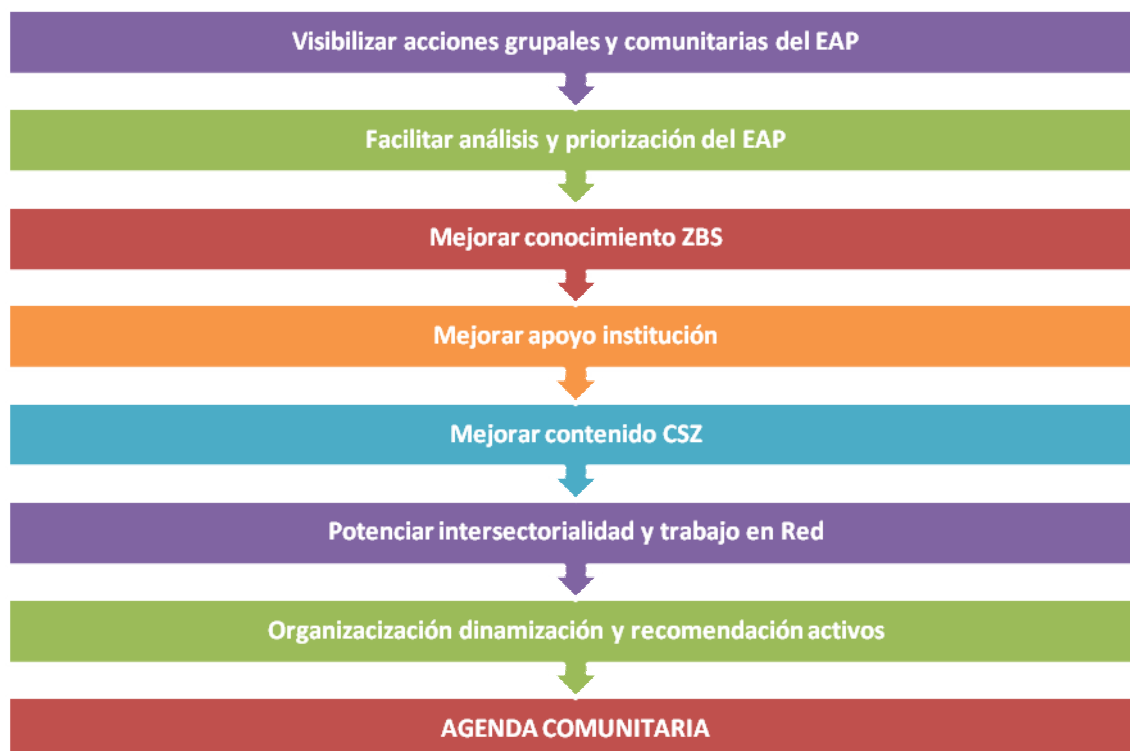 Visibilizar acciones grupales y comunitarias del EAP
Facilitar análisis y priorización del EAP
Mejorar conocimiento ZBS
Mejorar apoyo institución
Mejorar contenido CSZ
Potenciar intersectorialidad y trabajo en Red
Organizacización dinamización y recomendación activos
AGENDA COMUNITARIA